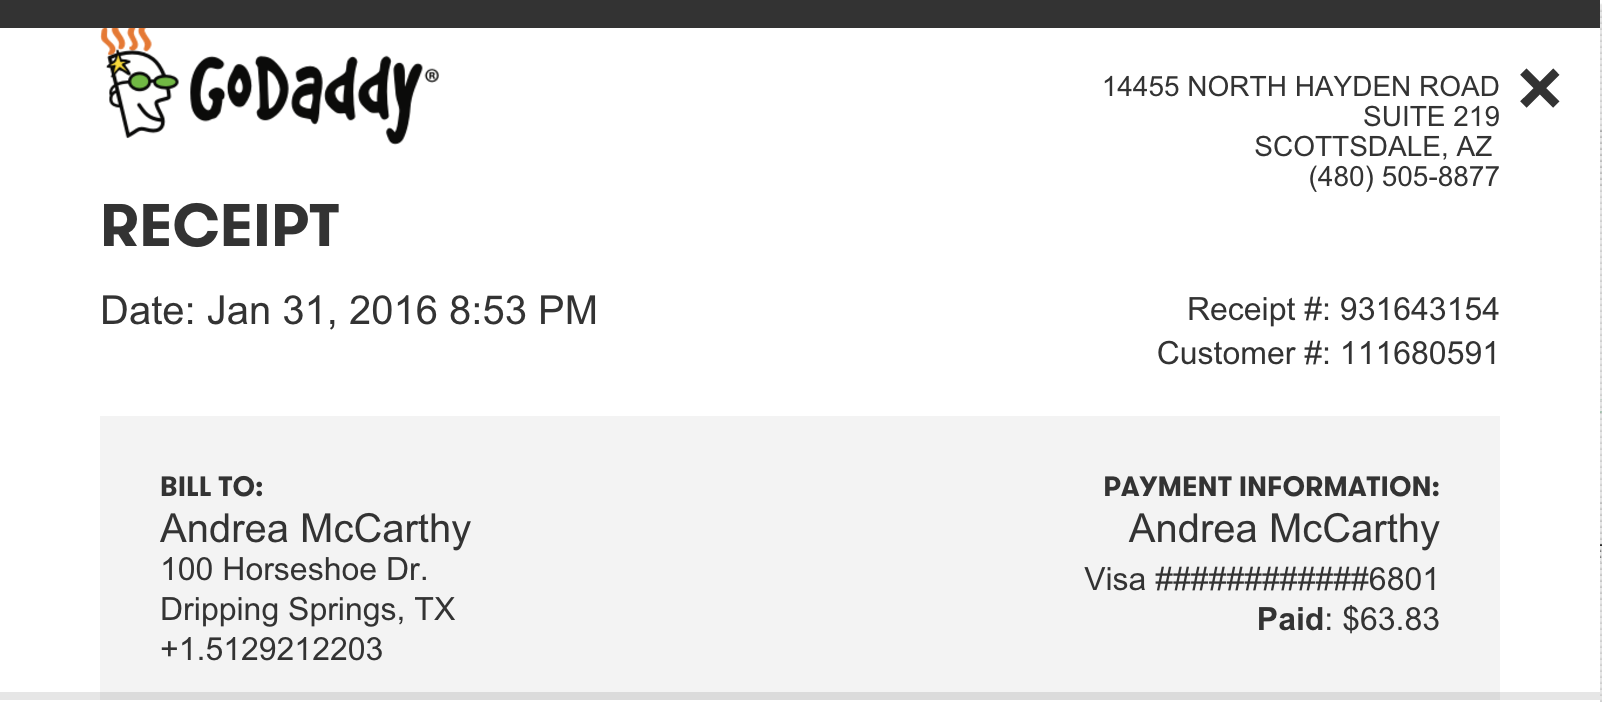 GoDaddy®
14455 NORTH HAYDEN ROAD
SUITE 219
SCOTTSDALE, AZ
(480) 505-8877
RECEIPT
Date: Jan 31, 2016 8:53 PM
Receipt #: 931643154
Customer #: 111680591
BILL TO:
Andrea McCarthy
100 Horseshoe Dr.
Dripping Springs, TX
+1.5129212203
PAYMENT INFORMATION:
Andrea McCarthy
Visa ############6801
Paid: $63.83